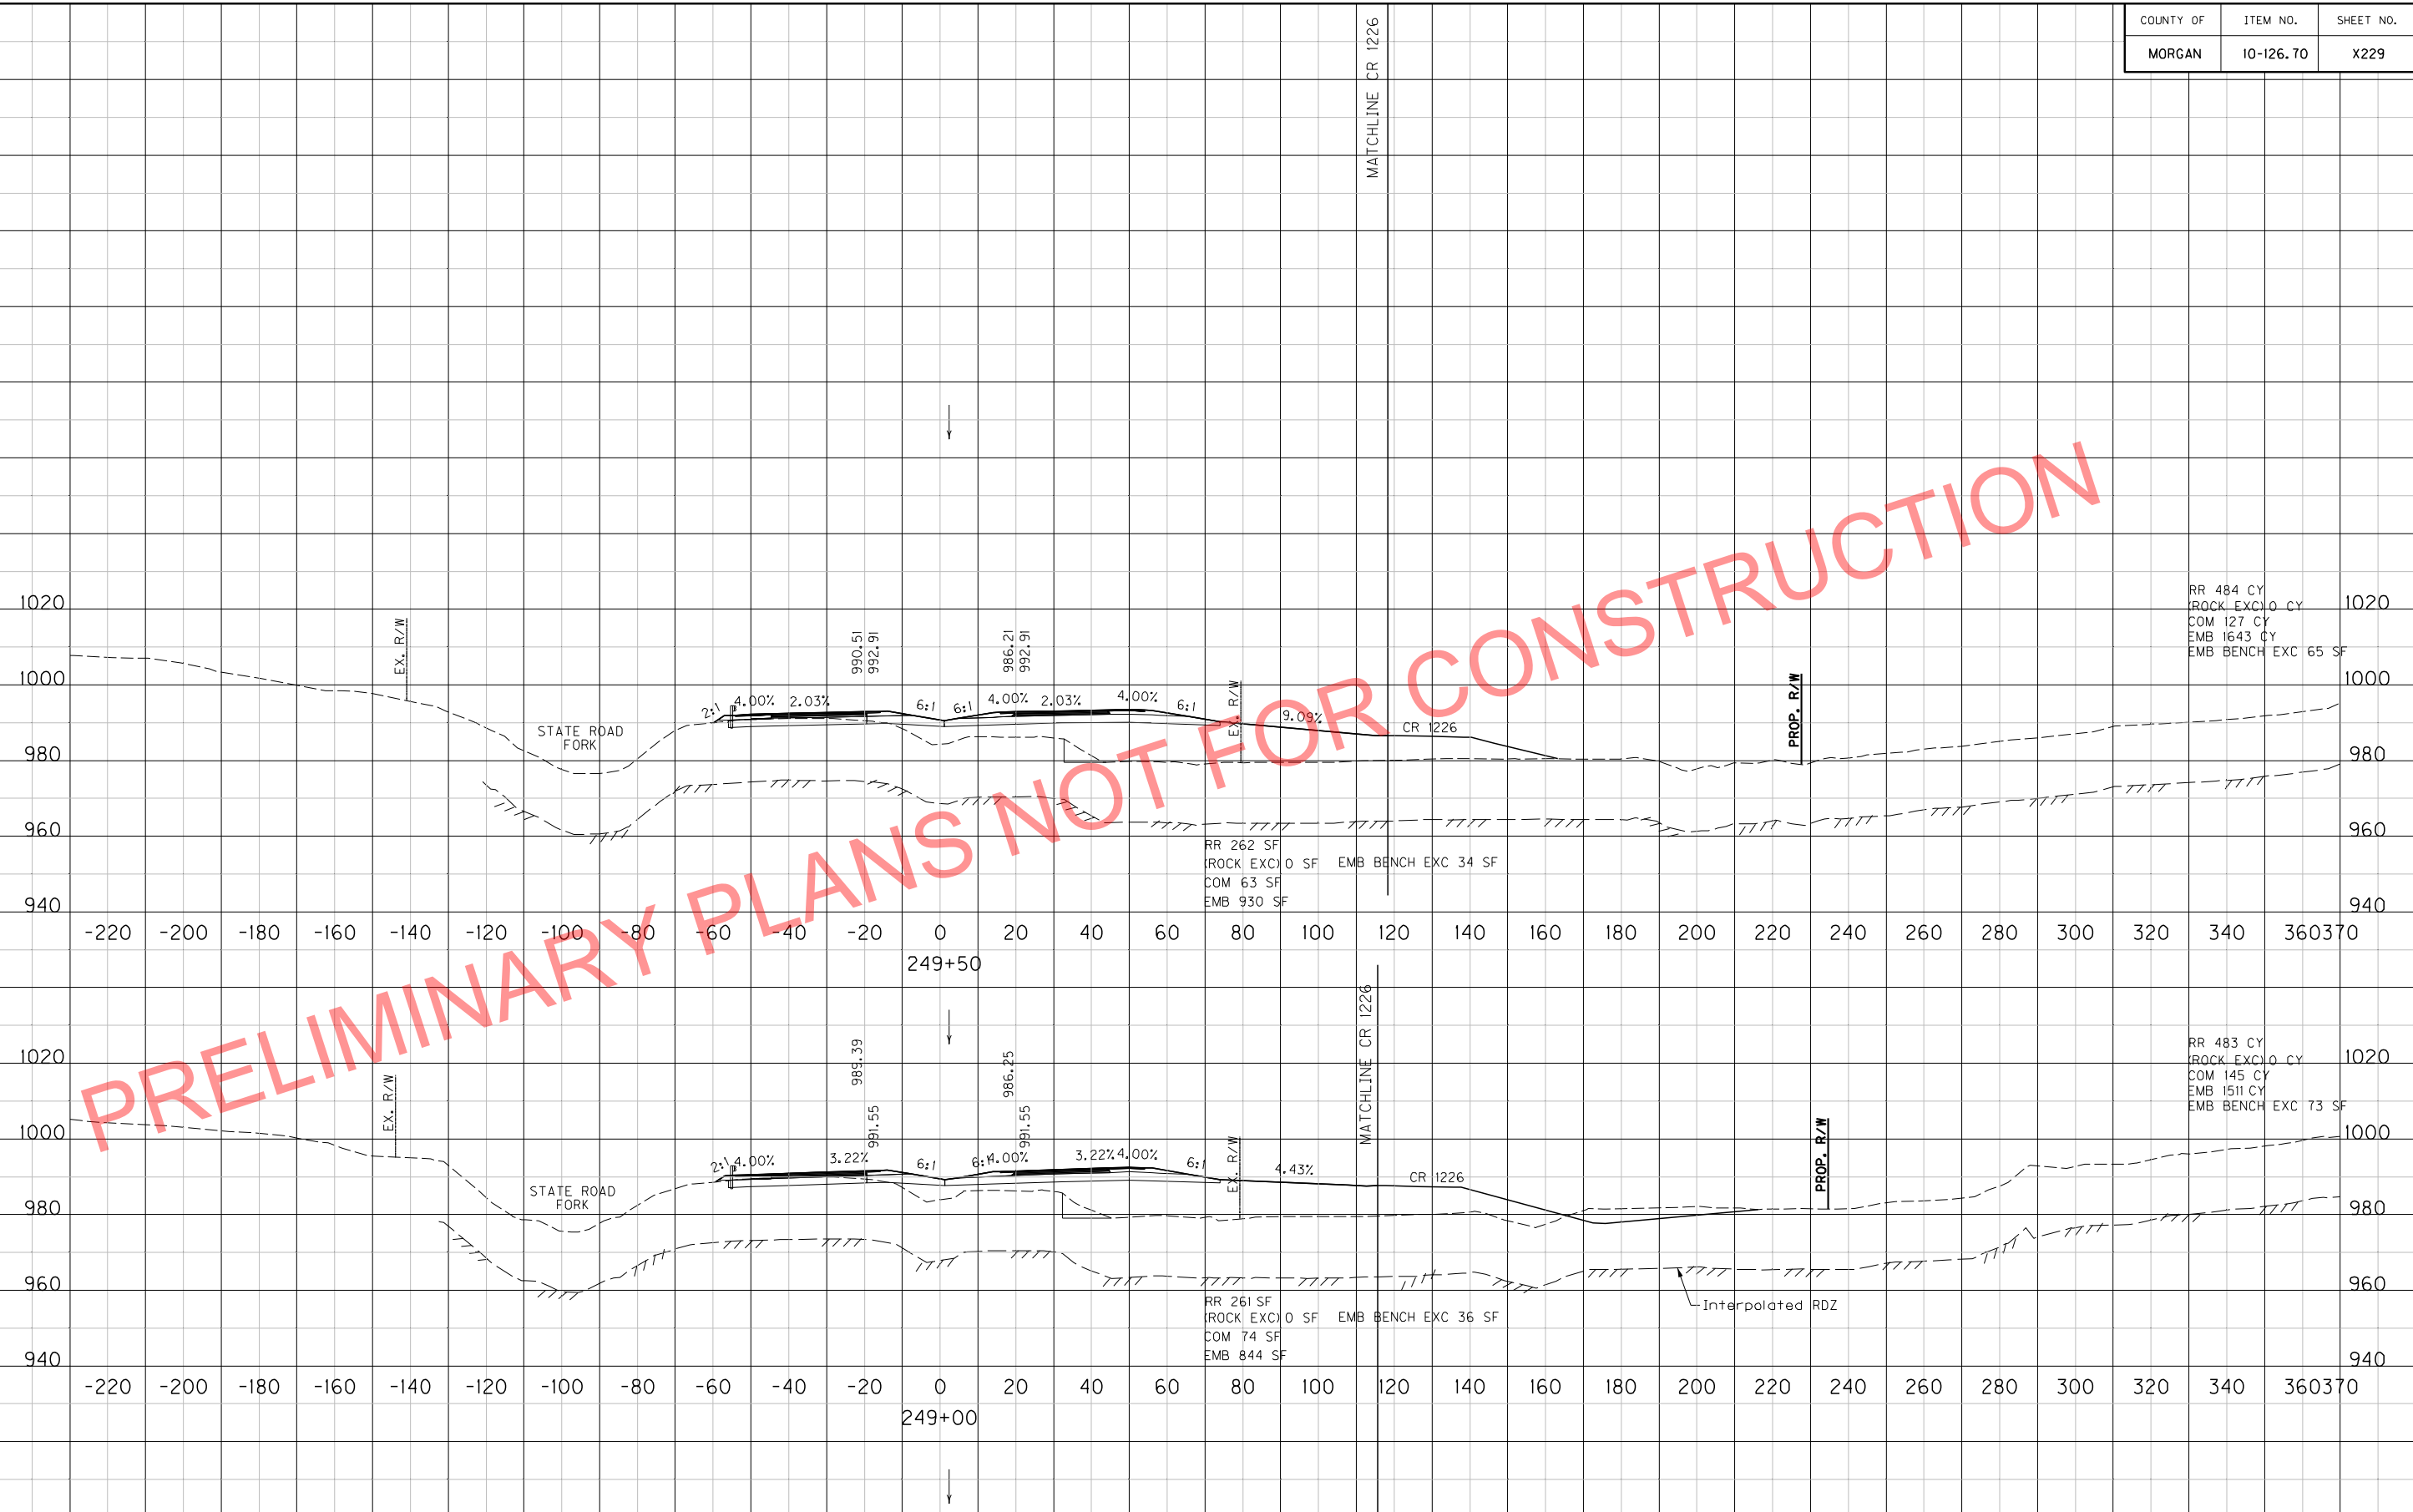 COUNTY OF ITEM NO. SHEET NO.
MORGAN 10-126.70 X229
MATCHLINE CR 1226
PRELIMINARY PLANS NOT FOR CONSTRUCTION
RR 484 CY
(ROCK EXC) 0 CY
COM 127 CY
EMB 1643 CY
EMB BENCH EXC 65 SF
1020 1020
1000 1000
980 980
960 960
940 940
EX. R/W
STATE ROAD
FORK
990.51
992.91
986.21
992.91
2:1 4.00% 2.03% 6:1 6:1 4.00% 2.03% 4.00% 6:1
EX. R/W
9.09%
CR 1226
PROP. R/W
RR 262 SF
(ROCK EXC) 0 SF EMB BENCH EXC 34 SF
COM 63 SF
EMB 930 SF
-220 -200 -180 -160 -140 -120 -100 -80 -60 -40 -20 0 20 40 60 80 100 120 140 160 180 200 220 240 260 280 300 320 340 360370
249+50
MATCHLINE CR 1226
RR 483 CY
(ROCK EXC) 0 CY
COM 145 CY
EMB 1511 CY
EMB BENCH EXC 73 SF
1020 1020
1000 1000
980 980
960 960
940 940
EX. R/W
STATE ROAD
FORK
989.39
991.55
986.25
991.55
2:1 4.00% 3.22% 6:1 6:1 4.00% 3.22% 4.00% 6:1
EX. R/W
4.43%
CR 1226
PROP. R/W
Interpolated RDZ
RR 261 SF
(ROCK EXC) 0 SF EMB BENCH EXC 36 SF
COM 74 SF
EMB 844 SF
-220 -200 -180 -160 -140 -120 -100 -80 -60 -40 -20 0 20 40 60 80 100 120 140 160 180 200 220 240 260 280 300 320 340 360370
249+00